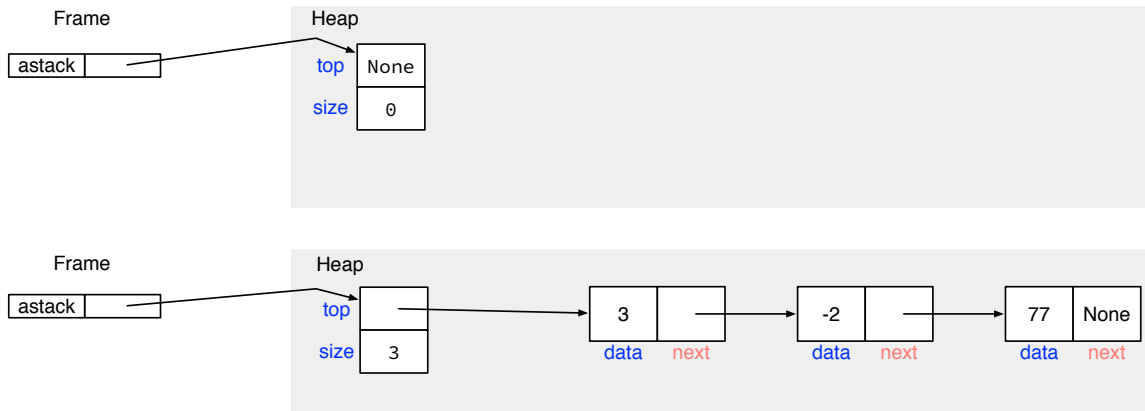 Frame Heap
astack top None
size 0
Frame Heap
astack top 3 -2 77 None
size 3 data next data next data next